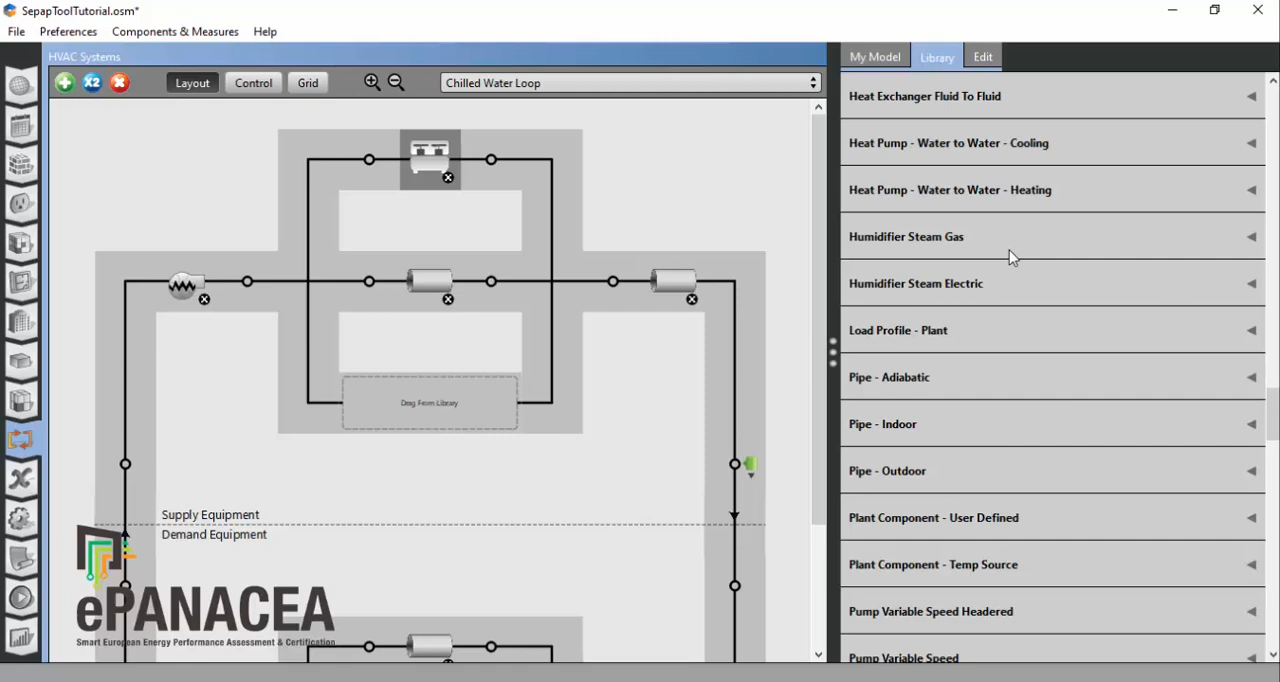 SepapToolTutorial.osm*
File Preferences Components & Measures Help
HVAC Systems
Layout Control Grid Chilled Water Loop
My Model Library Edit
Heat Exchanger Fluid To Fluid
Heat Pump - Water to Water - Cooling
Heat Pump - Water to Water - Heating
Humidifier Steam Gas
Humidifier Steam Electric
Load Profile - Plant
Pipe - Adiabatic
Pipe - Indoor
Pipe - Outdoor
Plant Component - User Defined
Plant Component - Temp Source
Pump Variable Speed Headered
Pump Variable Speed
X2
Drag From Library
Supply Equipment
Demand Equipment
ePANACEA
Smart European Energy Performance Assessment & Certification